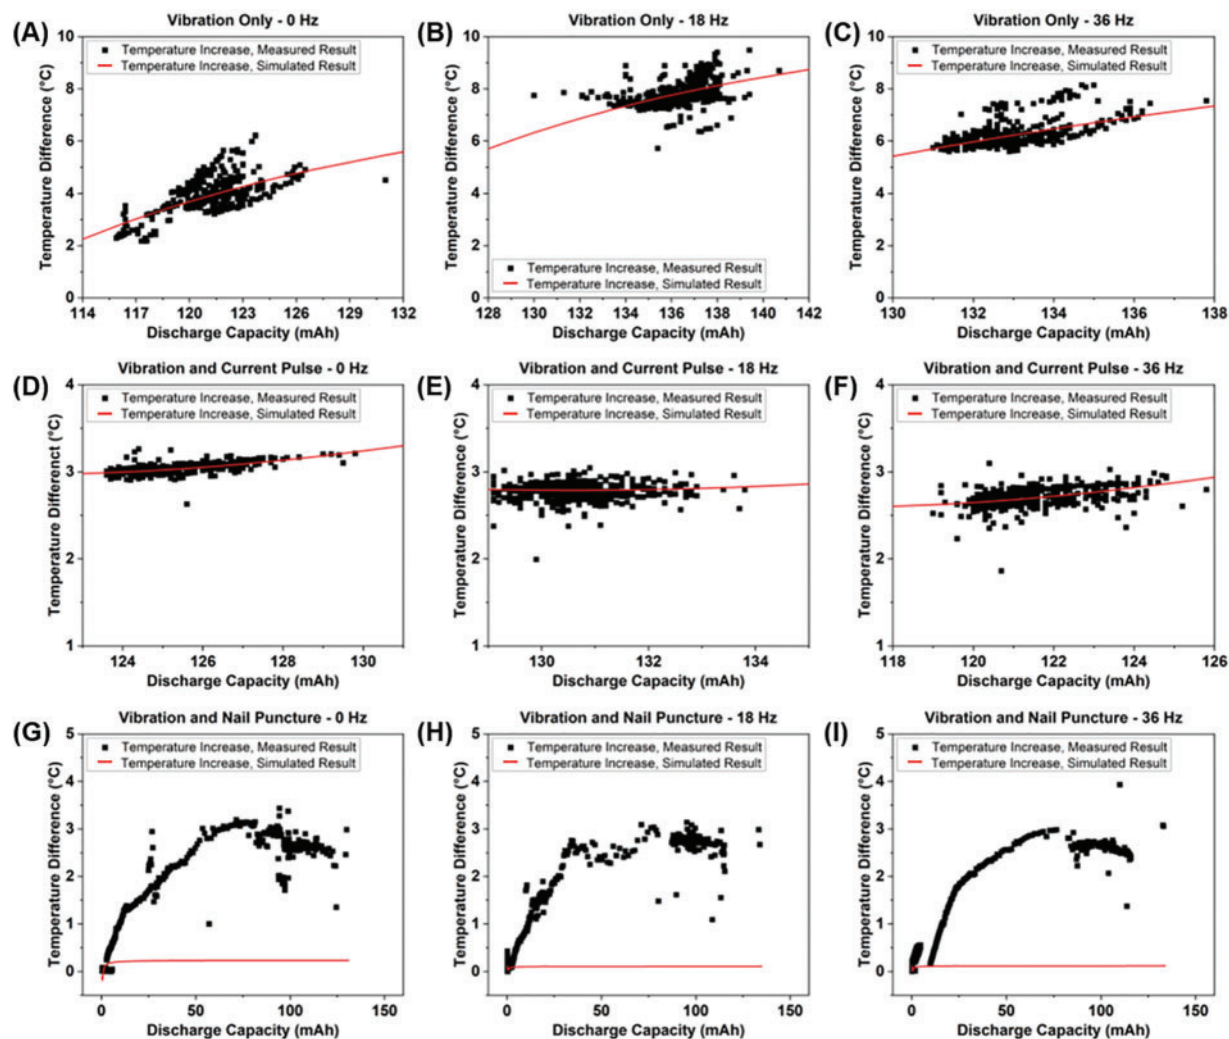 (A)
Vibration Only - 0 Hz
Temperature Increase, Measured Result
Temperature Increase, Simulated Result
Temperature Difference (°C)
10
8
6
4
2
0
114 117 120 123 126 129 132
Discharge Capacity (mAh)
(B)
Vibration Only - 18 Hz
10
8
6
4
2
0
Temperature Difference (°C)
Temperature Increase, Measured Result
Temperature Increase, Simulated Result
128 130 132 134 136 138 140 142
Discharge Capacity (mAh)
(C)
Vibration Only - 36 Hz
Temperature Increase, Measured Result
Temperature Increase, Simulated Result
Temperature Difference (°C)
10
8
6
4
2
0
130 132 134 136 138
Discharge Capacity (mAh)
(D)
Vibration and Current Pulse - 0 Hz
Temperature Increase, Measured Result
Temperature Increase, Simulated Result
Temperature Differenct (°C)
4
3
2
1
124 126 128 130
Discharge Capacity (mAh)
(E)
Vibration and Current Pulse - 18 Hz
Temperature Increase, Measured Result
Temperature Increase, Simulated Result
Temperature Difference (°C)
4
3
2
1
130 132 134
Discharge Capacity (mAh)
(F)
Vibration and Current Pulse - 36 Hz
Temperature Increase, Measured Result
Temperature Increase, Simulated Result
Temperature Difference (°C)
4
3
2
1
118 120 122 124 126
Discharge Capacity (mAh)
(G)
Vibration and Nail Puncture - 0 Hz
Temperature Increase, Measured Result
Temperature Increase, Simulated Result
Temperature Difference (°C)
5
4
3
2
1
0
0 50 100 150
Discharge Capacity (mAh)
(H)
Vibration and Nail Puncture - 18 Hz
Temperature Increase, Measured Result
Temperature Increase, Simulated Result
Temperature Difference (°C)
5
4
3
2
1
0
0 50 100 150
Discharge Capacity (mAh)
(I)
Vibration and Nail Puncture - 36 Hz
Temperature Increase, Measured Result
Temperature Increase, Simulated Result
Temperature Difference (°C)
5
4
3
2
1
0
0 50 100 150
Discharge Capacity (mAh)